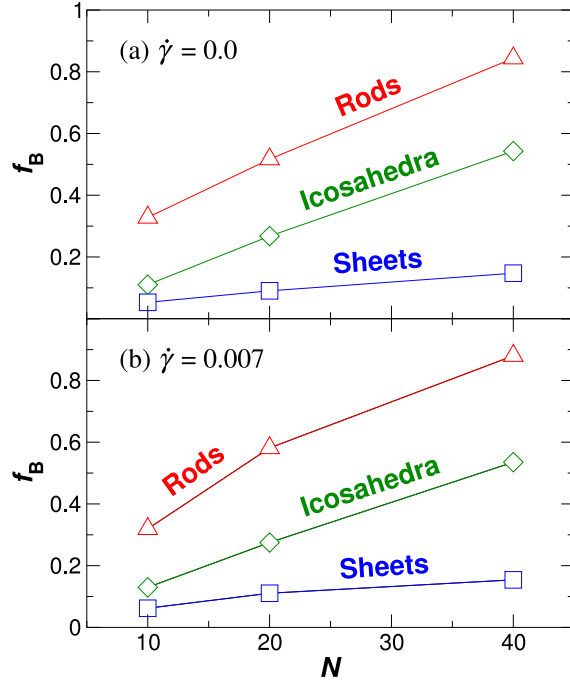 1
(a) γ̇ = 0.0
0.8
Rods
0.6
f_B
Icosahedra
0.4
0.2
Sheets
(b) γ̇ = 0.007
0.8
Rods
0.6
f_B
Icosahedra
0.4
0.2
Sheets
0
10 20 30 40
N